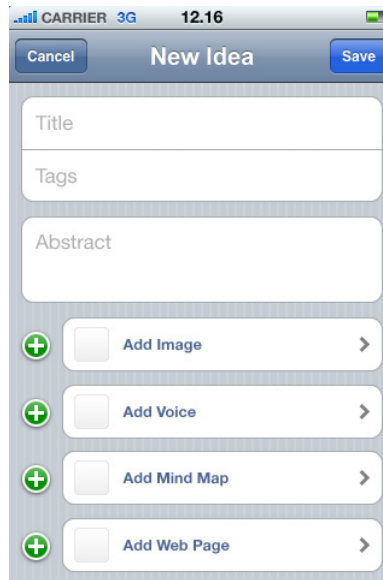 CARRIER 3G 12.16
Cancel New Idea Save
Title
Tags
Abstract
Add Image
Add Voice
Add Mind Map
Add Web Page